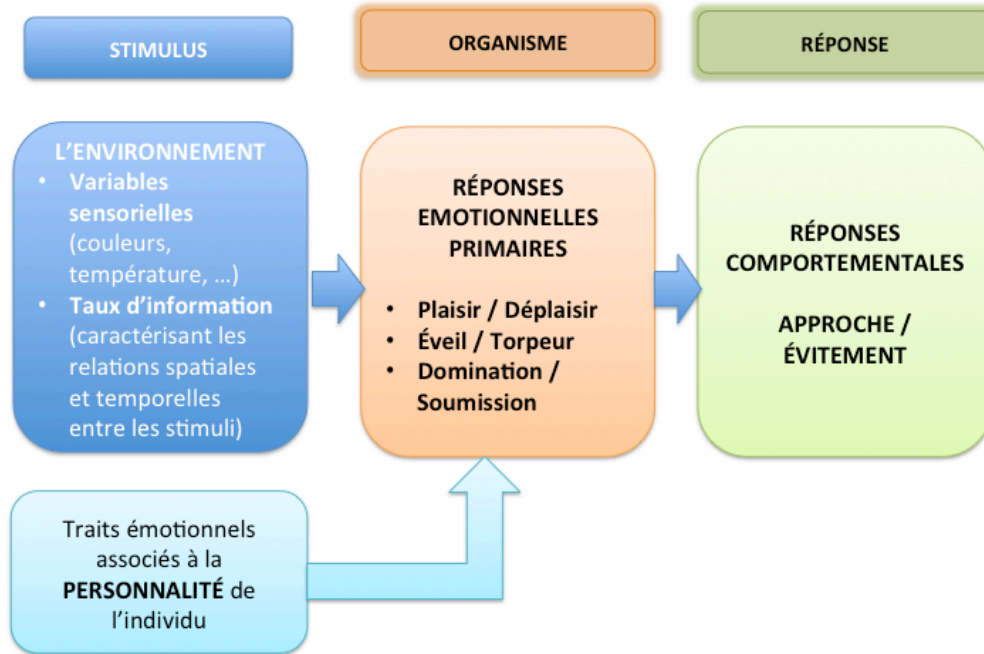 STIMULUS
ORGANISME
RÉPONSE
L'ENVIRONNEMENT
• Variables
sensorielles
(couleurs,
température, …)
• Taux d'information
(caractérisant les
relations spatiales
et temporelles
entre les stimuli)
RÉPONSES
EMOTIONNELLES
PRIMAIRES
• Plaisir / Déplaisir
• Éveil / Torpeur
• Domination /
Soumission
RÉPONSES
COMPORTEMENTALES
APPROCHE /
ÉVITEMENT
Traits émotionnels
associés à la
PERSONNALITÉ de
l'individu